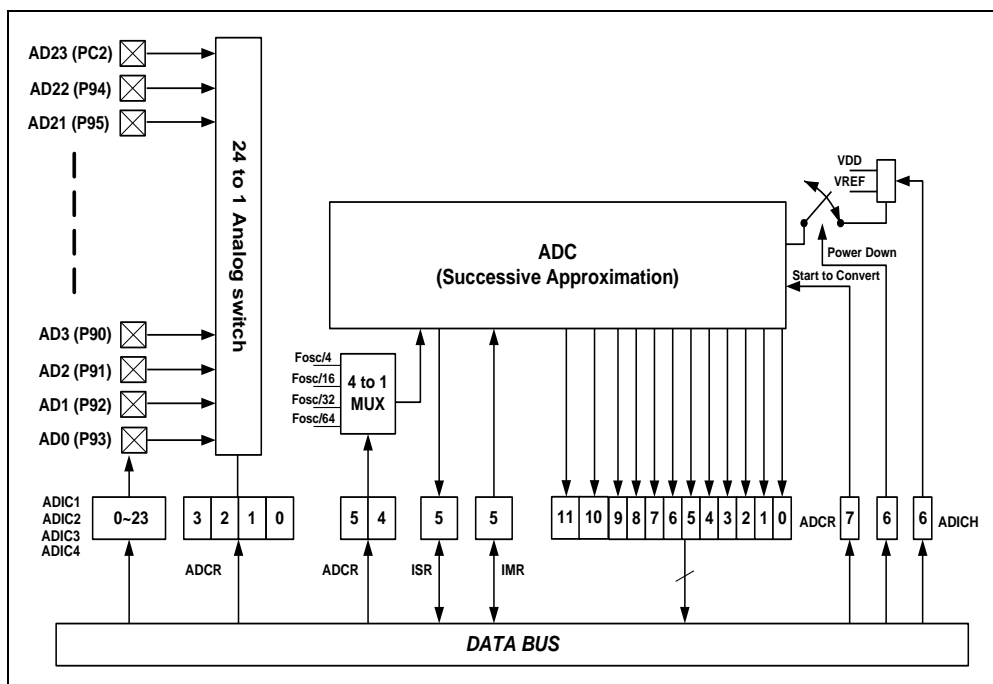 AD23 (PC2)
AD22 (P94)
AD21 (P95)
24 to 1 Analog switch
VDD
VREF
ADC
(Successive Approximation)
Power Down
Start to Convert
AD3 (P90)
AD2 (P91)
AD1 (P92)
AD0 (P93)
Fosc/4
Fosc/16
Fosc/32
Fosc/64
4 to 1
MUX
ADIC1
ADIC2
ADIC3
ADIC4
0~23
3 2 1 0
5 4
5
5
11 10 9 8 7 6 5 4 3 2 1 0
ADCR 7
6
6 ADICH
ADCR
ADCR
ISR
IMR
DATA BUS